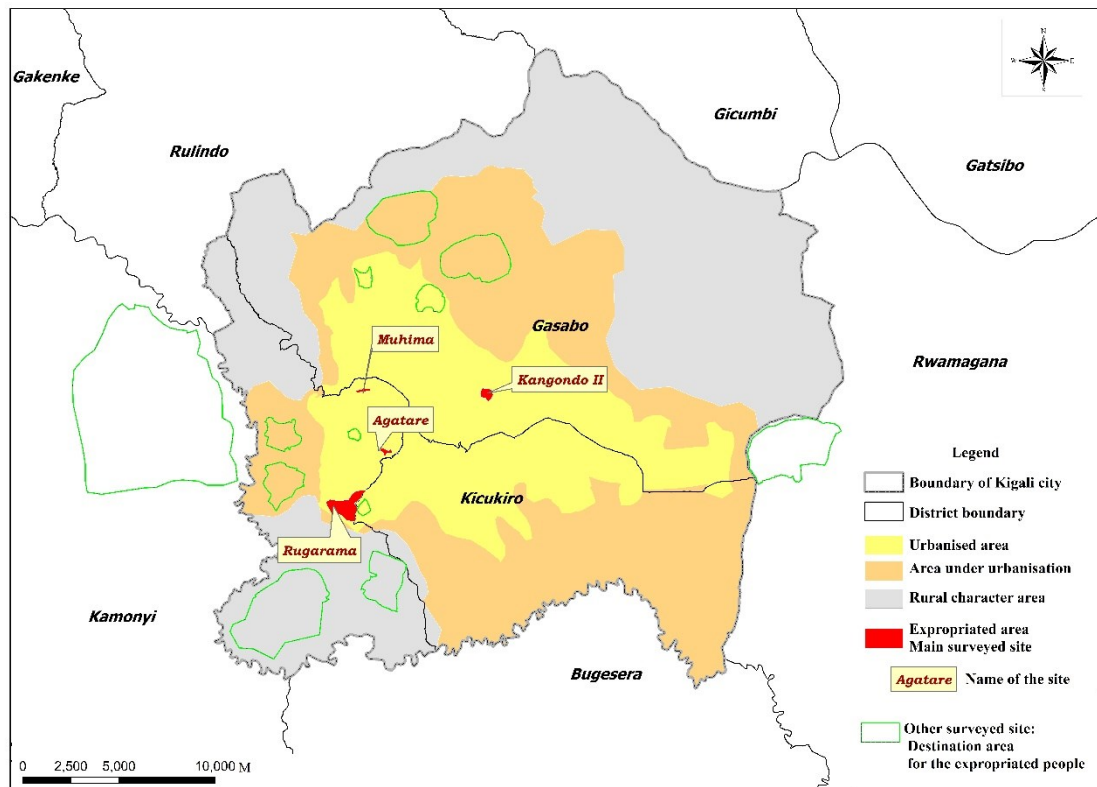 N
W E
S
Gakenke
Gicumbi
Rulindo
Gatsibo
Gasabo
Muhima
Rwamagana
Kangondo II
Agatare
Kicukiro
Rugarama
Kamonyi
Bugesera
Legend
Boundary of Kigali city
District boundary
Urbanised area
Area under urbanisation
Rural character area
Expropriated area
Main surveyed site
Agatare Name of the site
Other surveyed site:
Destination area
for the expropriated people
0 2,500 5,000 10,000 M